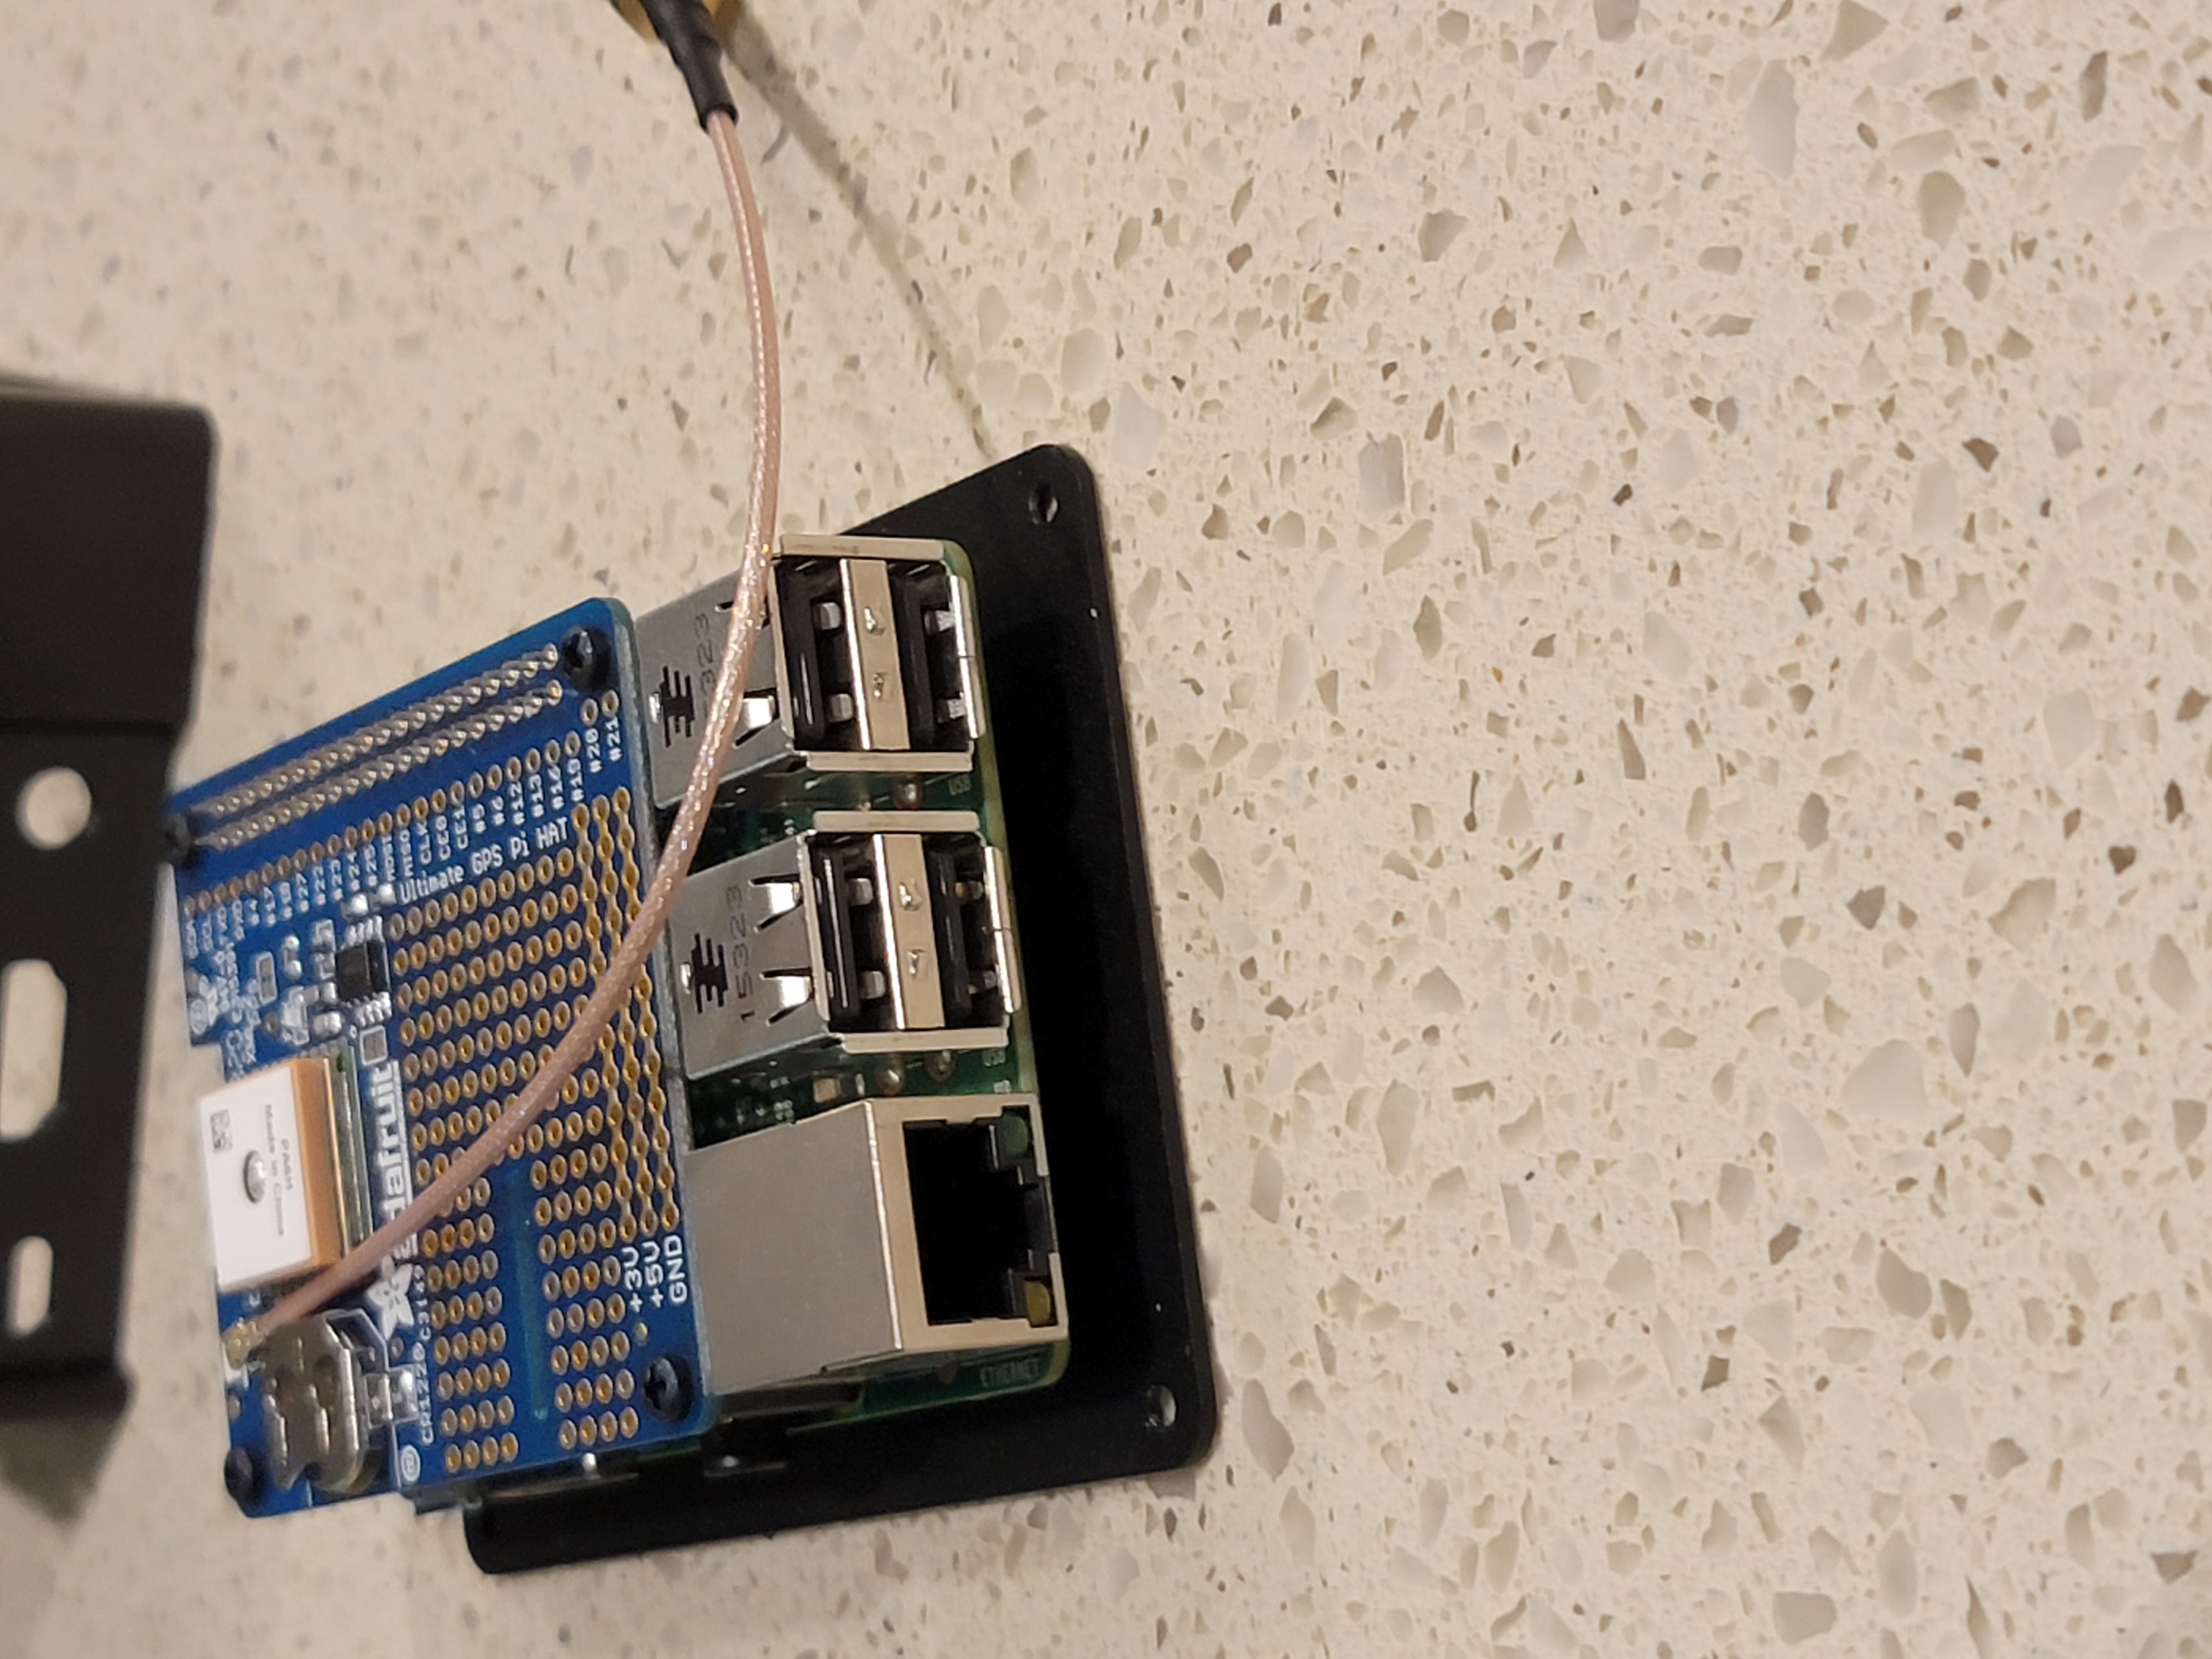 PA6H
Made in China
adafruit
CR1220
Ultimate GPS Pi HAT
SDA
SCL
TXD
RXD
#4
#17
#18
#27
#22
#23
#24
#25
MOSI
MISO
CLK
CE0
CE1
#5
#6
#12
#13
#16
#19
#20
#21
+3V
+5V
GND
15323